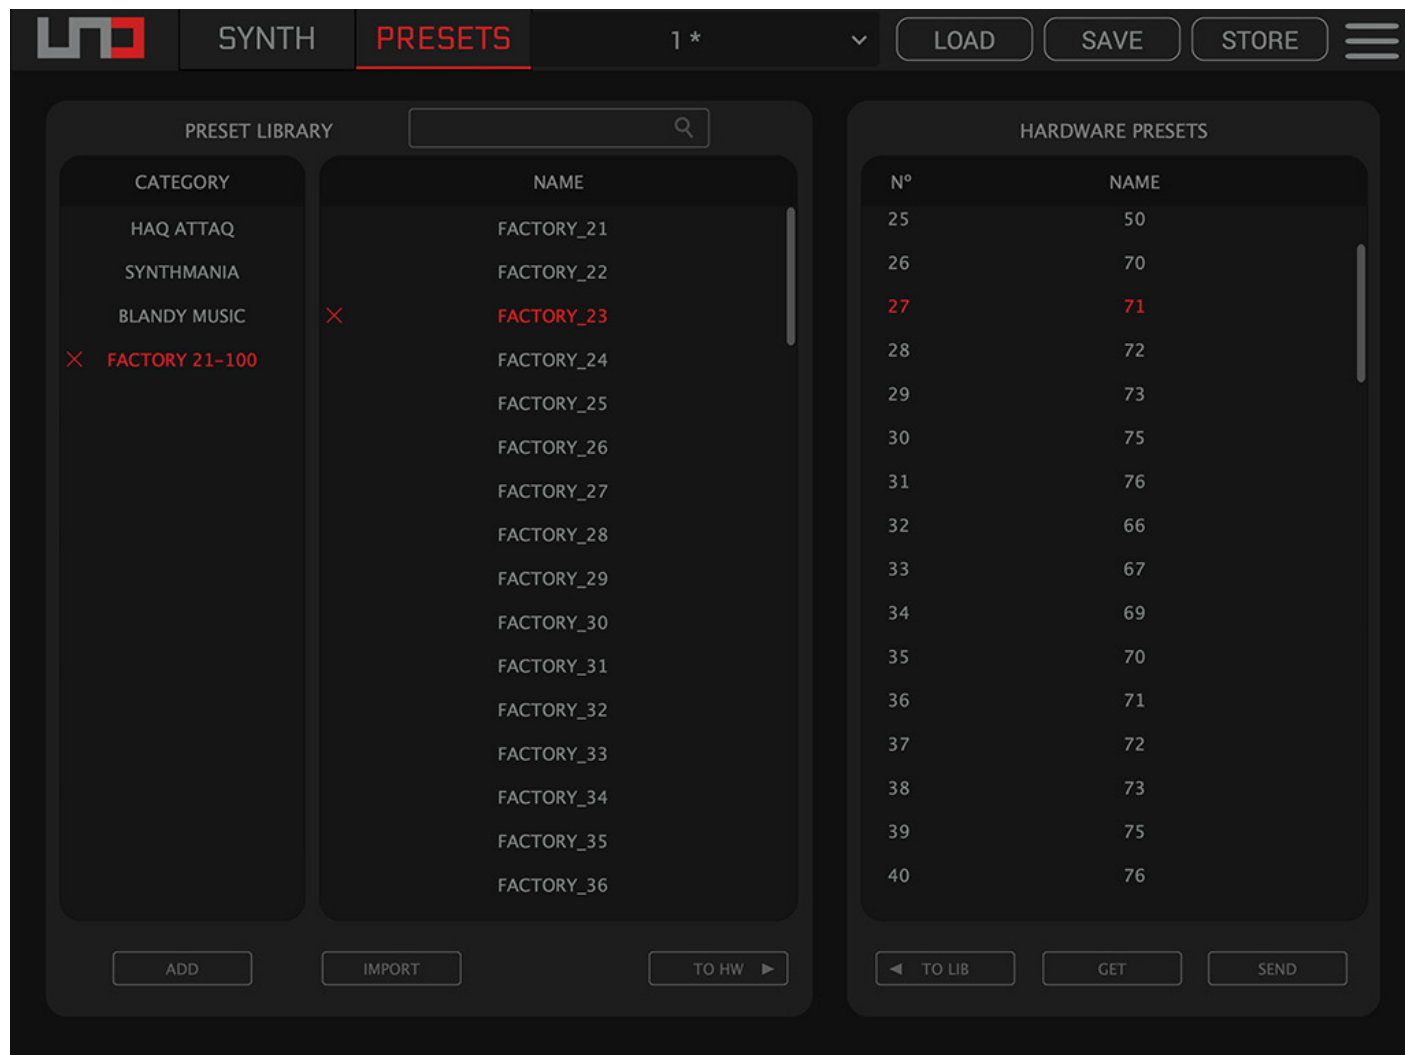 UNO SYNTH PRESETS 1 * LOAD SAVE STORE
PRESET LIBRARY
CATEGORY
HAQ ATTAQ
SYNTHMANIA
BLANDY MUSIC
FACTORY 21-100
NAME
FACTORY_21
FACTORY_22
FACTORY_23
FACTORY_24
FACTORY_25
FACTORY_26
FACTORY_27
FACTORY_28
FACTORY_29
FACTORY_30
FACTORY_31
FACTORY_32
FACTORY_33
FACTORY_34
FACTORY_35
FACTORY_36
ADD IMPORT TO HW
HARDWARE PRESETS
Nº NAME
25 50
26 70
27 71
28 72
29 73
30 75
31 76
32 66
33 67
34 69
35 70
36 71
37 72
38 73
39 75
40 76
TO LIB GET SEND